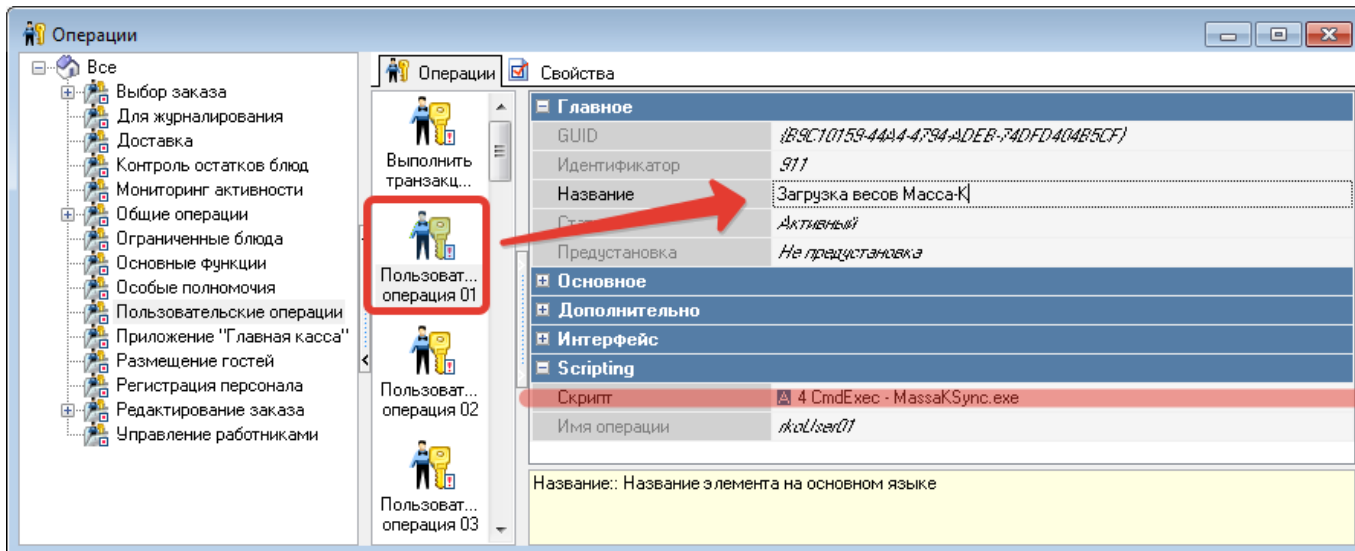 Операции
Все
Выбор заказа
Для журналирования
Доставка
Контроль остатков блюд
Мониторинг активности
Общие операции
Ограниченные блюда
Основные функции
Особые полномочия
Пользовательские операции
Приложение "Главная касса"
Размещение гостей
Регистрация персонала
Редактирование заказа
Управление работниками
Операции
Свойства
Выполнить
транзакц...
Пользоват...
операция 01
Пользоват...
операция 02
Пользоват...
операция 03
Главное
GUID {B9C10159-44A4-4794-ADEB-74DFD404B5CF}
Идентификатор 911
Название Загрузка весов Масса-К
Активный
Предустановка Не предустановка
Основное
Дополнительно
Интерфейс
Scripting
Скрипт 4 CmdExec - MassaKSync.exe
Имя операции rkoUser01
Название:: Название элемента на основном языке